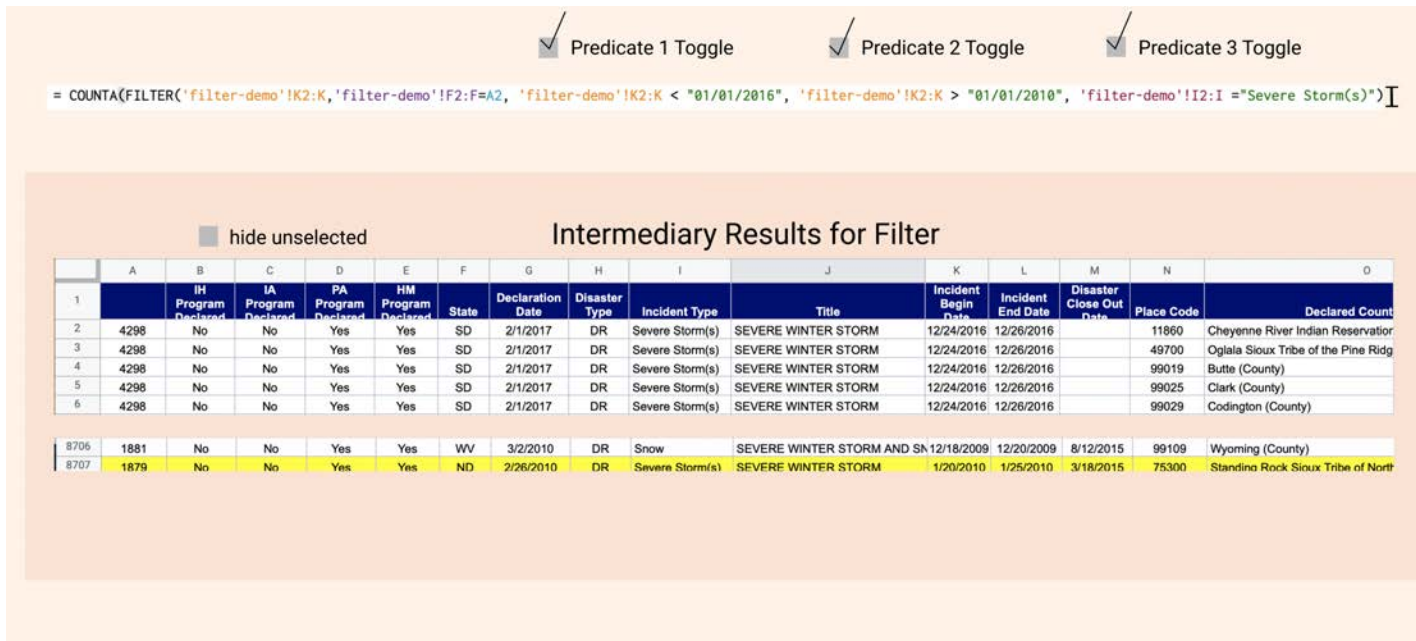 Predicate 1 Toggle Predicate 2 Toggle Predicate 3 Toggle
= COUNTA(FILTER('filter-demo'!K2:K,'filter-demo'!F2:F=A2, 'filter-demo'!K2:K < "01/01/2016", 'filter-demo'!K2:K > "01/01/2010", 'filter-demo'!I2:I ="Severe Storm(s)")
hide unselected Intermediary Results for Filter
A B C D E F G H I J K L M N O
1 IH Program Declared IA Program Declared PA Program Declared HM Program Declared State Declaration Date Disaster Type Incident Type Title Incident Begin Date Incident End Date Disaster Close Out Date Place Code Declared Count
2 4298 No No Yes Yes SD 2/1/2017 DR Severe Storm(s) SEVERE WINTER STORM 12/24/2016 12/26/2016 11860 Cheyenne River Indian Reservation
3 4298 No No Yes Yes SD 2/1/2017 DR Severe Storm(s) SEVERE WINTER STORM 12/24/2016 12/26/2016 49700 Oglala Sioux Tribe of the Pine Ridg
4 4298 No No Yes Yes SD 2/1/2017 DR Severe Storm(s) SEVERE WINTER STORM 12/24/2016 12/26/2016 99019 Butte (County)
5 4298 No No Yes Yes SD 2/1/2017 DR Severe Storm(s) SEVERE WINTER STORM 12/24/2016 12/26/2016 99025 Clark (County)
6 4298 No No Yes Yes SD 2/1/2017 DR Severe Storm(s) SEVERE WINTER STORM 12/24/2016 12/26/2016 99029 Codington (County)
8706 1881 No No Yes Yes WV 3/2/2010 DR Snow SEVERE WINTER STORM AND SN 12/18/2009 12/20/2009 8/12/2015 99109 Wyoming (County)
8707 1879 No No Yes Yes ND 2/26/2010 DR Severe Storm(s) SEVERE WINTER STORM 1/20/2010 1/25/2010 3/18/2015 75300 Standing Rock Sioux Tribe of North